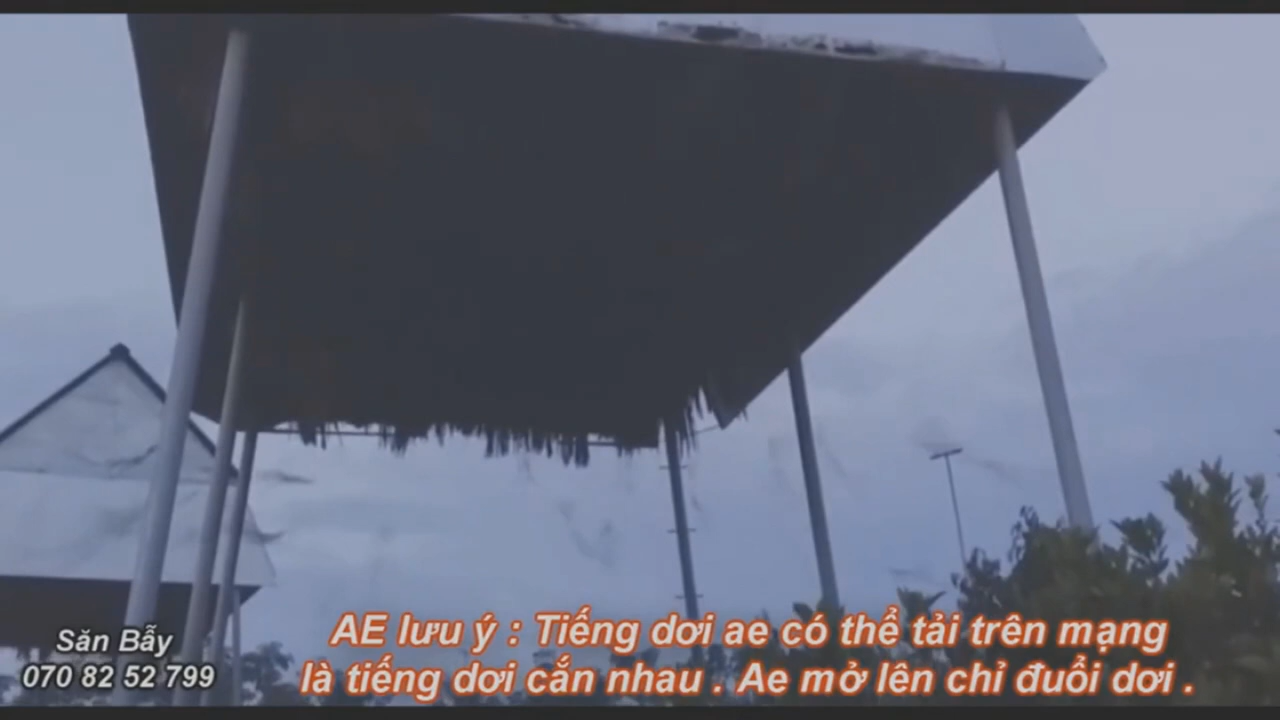 AE lưu ý : Tiếng dơi ae có thể tải trên mạng
là tiếng dơi cắn nhau . Ae mở lên chỉ đuổi dơi .
Săn Bẫy
070 82 52 799